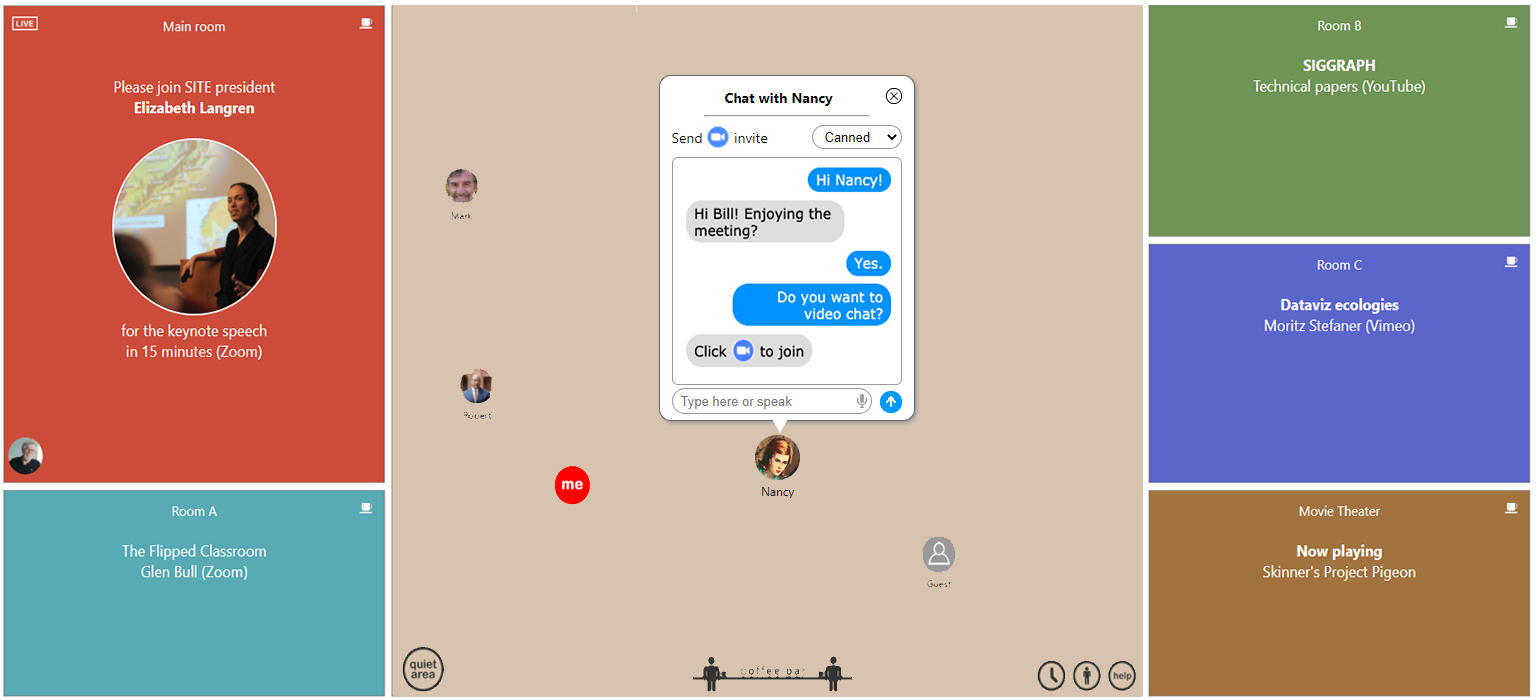 LIVE
Main room
Please join SITE president
Elizabeth Langren
for the keynote speech
in 15 minutes (Zoom)
Room A
The Flipped Classroom
Glen Bull (Zoom)
Mark
Robert
me
Chat with Nancy
Send invite
Canned
Hi Nancy!
Hi Bill! Enjoying the
meeting?
Yes.
Do you want to
video chat?
Click to join
Type here or speak
Nancy
Guest
quiet
area
coffee bar
help
Room B
SIGGRAPH
Technical papers (YouTube)
Room C
Dataviz ecologies
Moritz Stefaner (Vimeo)
Movie Theater
Now playing
Skinner's Project Pigeon